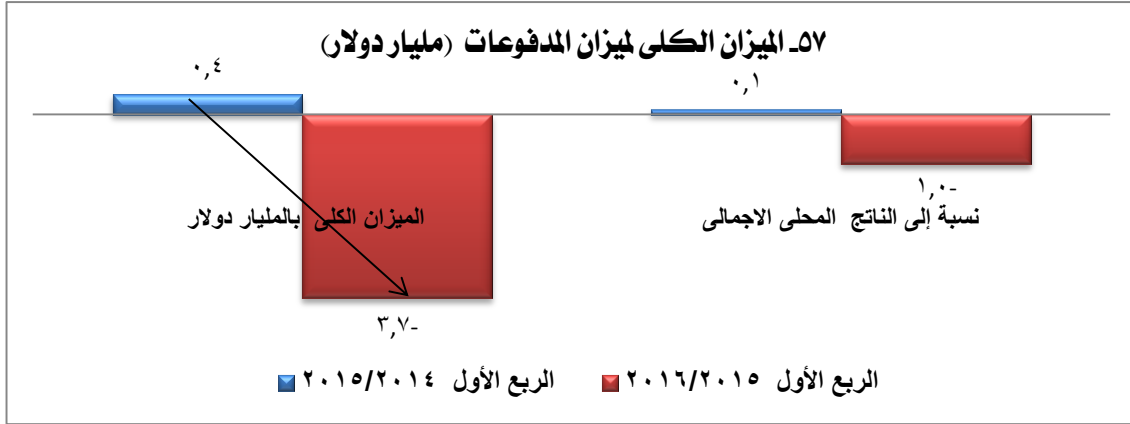 ٥٧ـ الميزان الكلى لميزان المدفوعات (مليار دولار)
٠,٤
٠,١
-٣,٧
-١,٠
الميزان الكلى بالمليار دولار
نسبة إلى الناتج المحلى الاجمالى
الربع الأول ٢٠١٥/٢٠١٤
الربع الأول ٢٠١٦/٢٠١٥